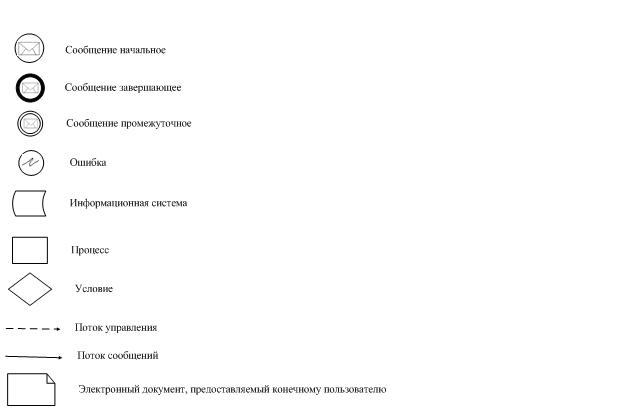 Сообщение начальное
Сообщение завершающее
Сообщение промежуточное
Ошибка
Информационная система
Процесс
Условие
Поток управления
Поток сообщений
Электронный документ, предоставляемый конечному пользователю